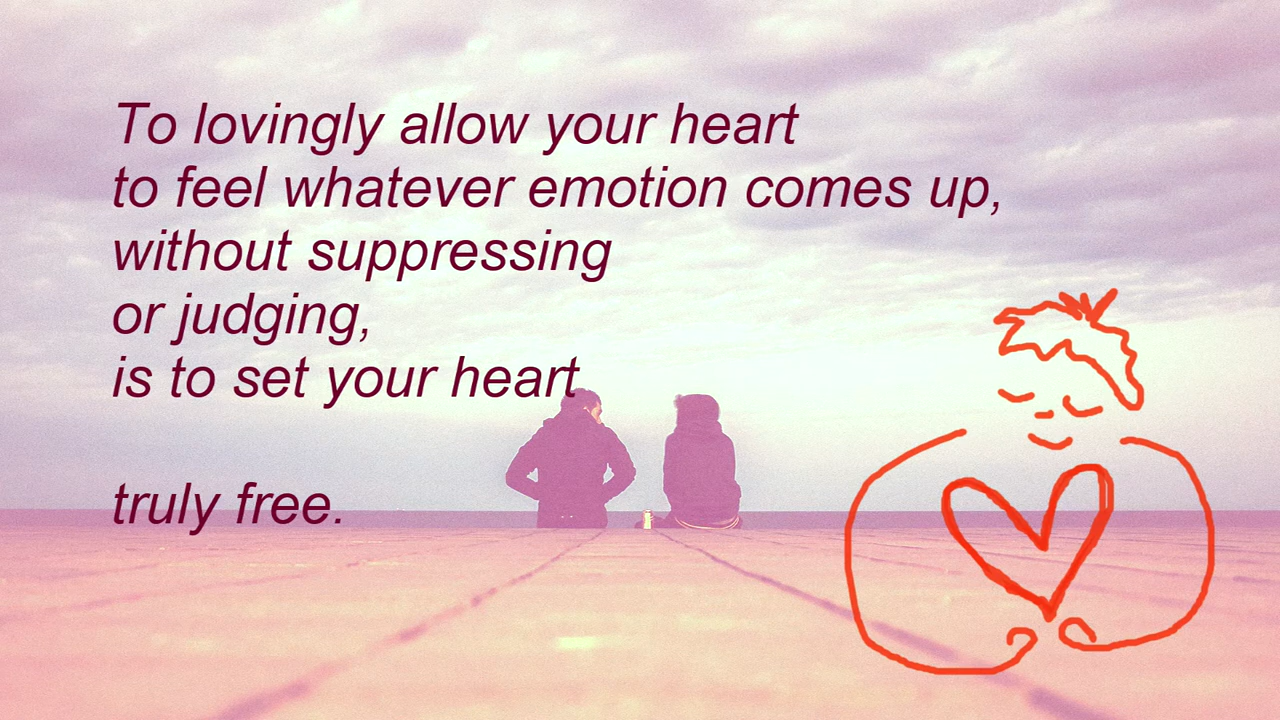 To lovingly allow your heart
to feel whatever emotion comes up,
without suppressing
or judging,
is to set your heart
truly free.